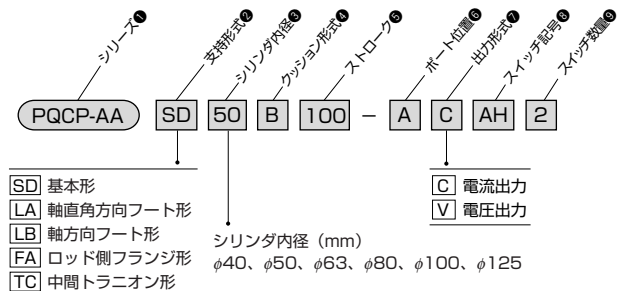 シリーズ❶
支持形式❷
シリンダ内径❸
クッション形式❹
ストローク❺
ポート位置❻
出力形式❼
スイッチ記号❽
スイッチ数量❾
PQCP-AA SD 50 B 100 － A C AH 2
SD 基本形
LA 軸直角方向フート形
LB 軸方向フート形
FA ロッド側フランジ形
TC 中間トラニオン形
シリンダ内径（mm）
φ40、φ50、φ63、φ80、φ100、φ125
C 電流出力
V 電圧出力